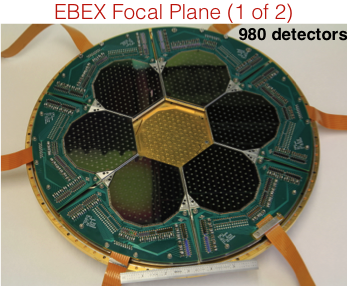 EBEX Focal Plane (1 of 2)
980 detectors